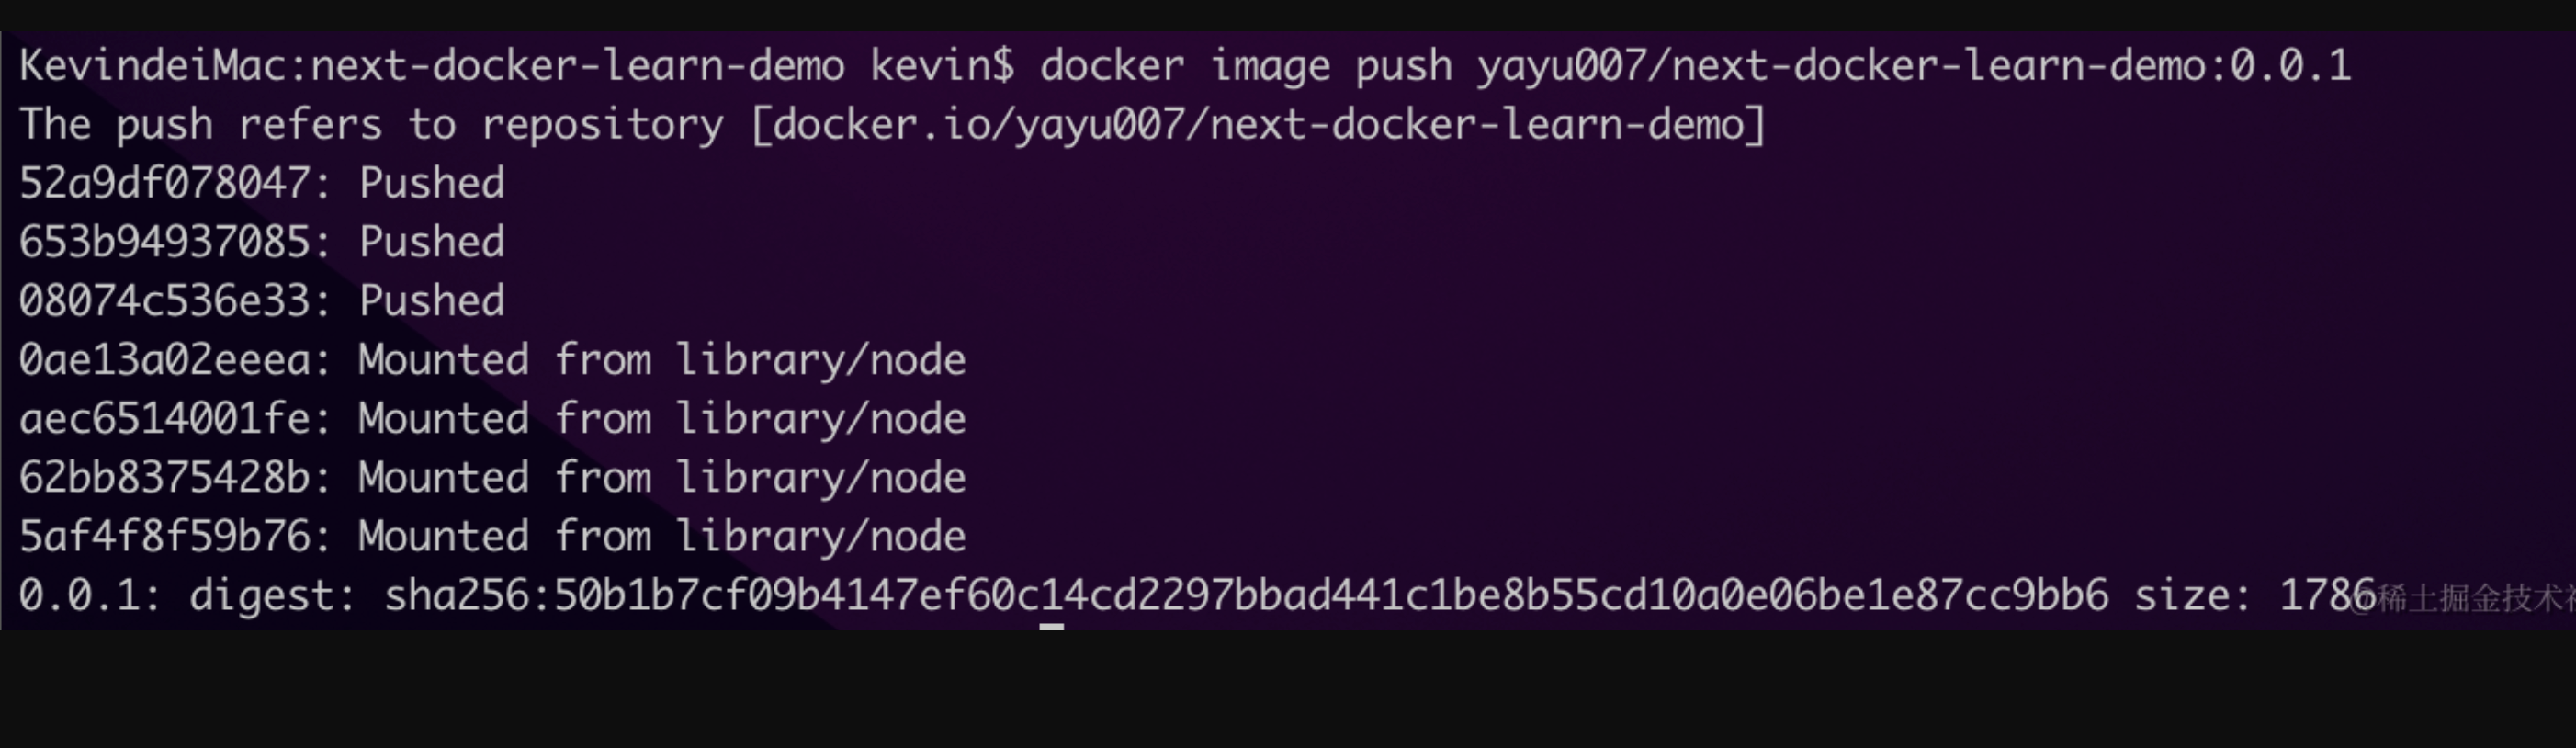 KevindeiMac:next-docker-learn-demo kevin$ docker image push yayu007/next-docker-learn-demo:0.0.1
The push refers to repository [docker.io/yayu007/next-docker-learn-demo]
52a9df078047: Pushed
653b94937085: Pushed
08074c536e33: Pushed
0ae13a02eeea: Mounted from library/node
aec6514001fe: Mounted from library/node
62bb8375428b: Mounted from library/node
5af4f8f59b76: Mounted from library/node
0.0.1: digest: sha256:50b1b7cf09b4147ef60c14cd2297bbad441c1be8b55cd10a0e06be1e87cc9bb6 size: 1786
@稀土掘金技术社